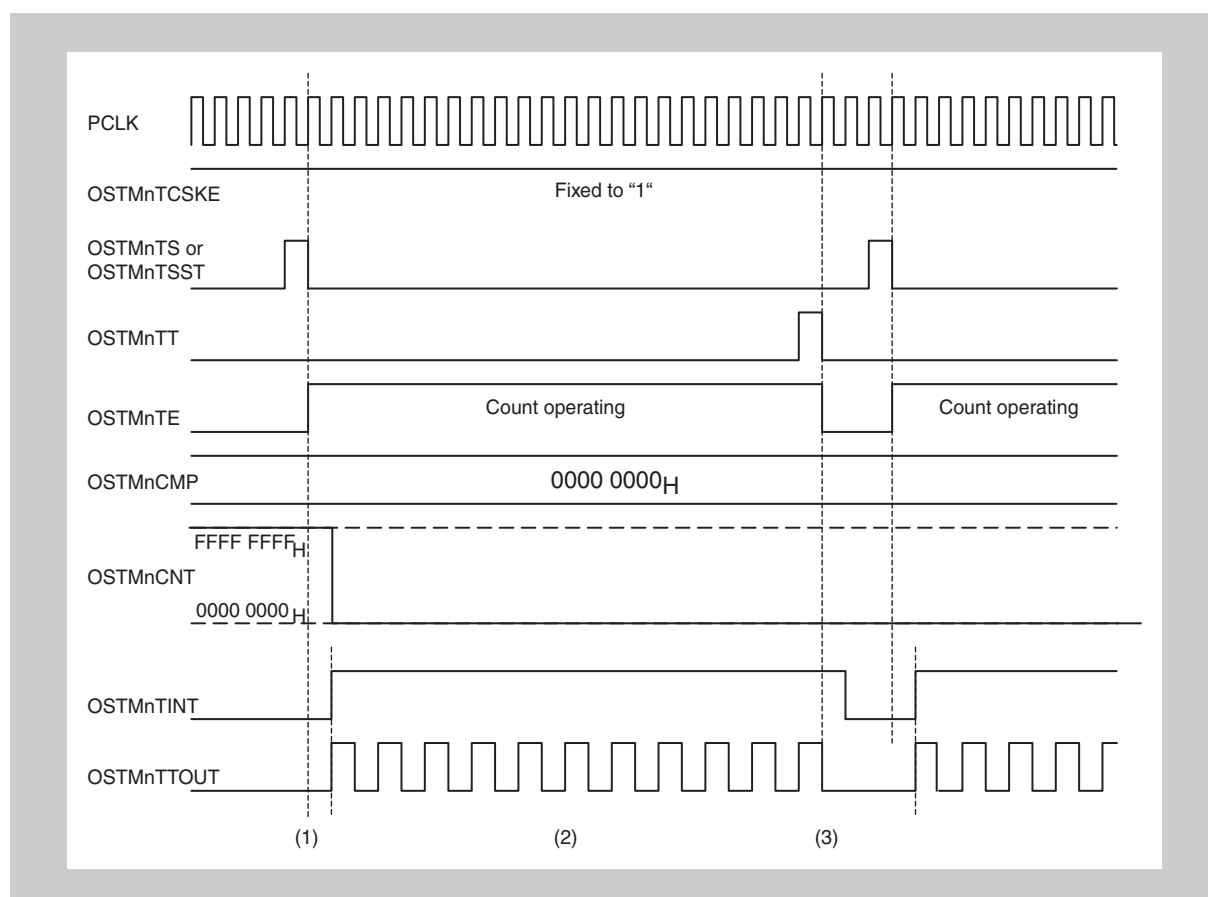 PCLK
OSTMnTCSKE
Fixed to “1“
OSTMnTS or
OSTMnTSST
OSTMnTT
OSTMnTE
Count operating
Count operating
OSTMnCMP
0000 0000H
FFFF FFFFH
OSTMnCNT
0000 0000H
OSTMnTINT
OSTMnTTOUT
(1)
(2)
(3)